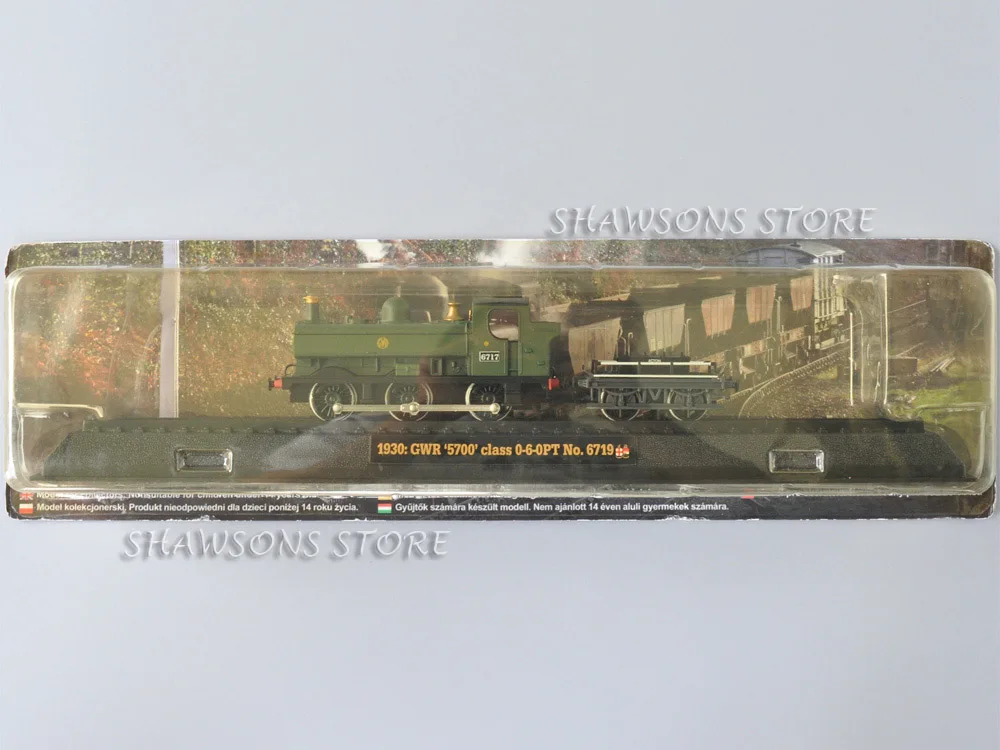 SHAWSONS STORE
6717
1930: GWR '5700' class 0-6-0PT No. 6719
Model kolekcjonerski. Produkt nieodpowiedni dla dzieci poniżej 14 roku życia.
Gyűjtők számára készült modell. Nem ajánlott 14 éven aluli gyermekek számára.
SHAWSONS STORE